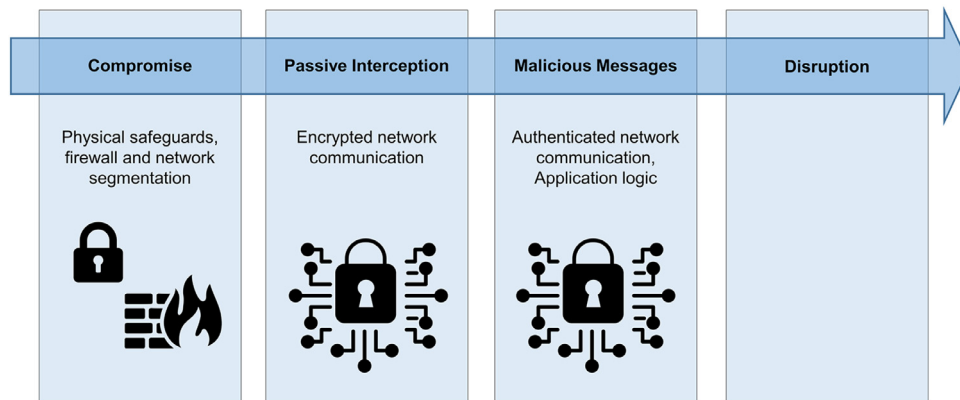 Compromise
Passive Interception
Malicious Messages
Disruption
Physical safeguards,
firewall and network
segmentation
Encrypted network
communication
Authenticated network
communication,
Application logic